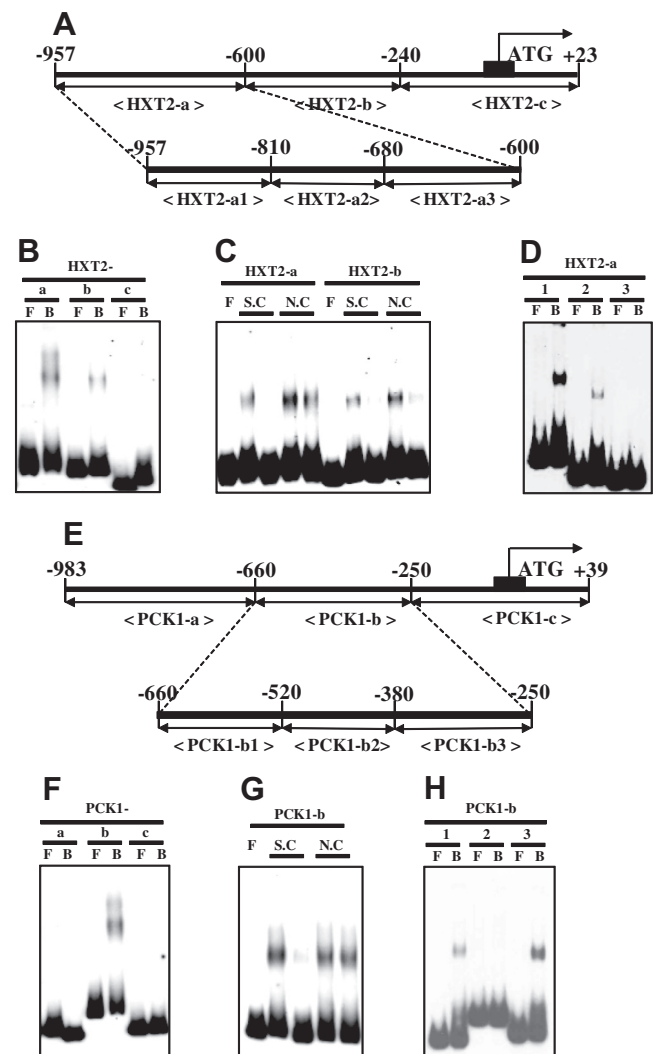 A
-957 -600 -240 ATG +23
< HXT2-a > < HXT2-b > < HXT2-c >
-957 -810 -680 -600
< HXT2-a1 > < HXT2-a2> < HXT2-a3 >
B
HXT2-
a b c
F B F B F B
C
HXT2-a HXT2-b
F S.C N.C F S.C N.C
D
HXT2-a
1 2 3
F B F B F B
E
-983 -660 -250 ATG +39
< PCK1-a > < PCK1-b > < PCK1-c >
-660 -520 -380 -250
< PCK1-b1 > < PCK1-b2> < PCK1-b3 >
F
PCK1-
a b c
F B F B F B
G
PCK1-b
F S.C N.C
H
PCK1-b
1 2 3
F B F B F B